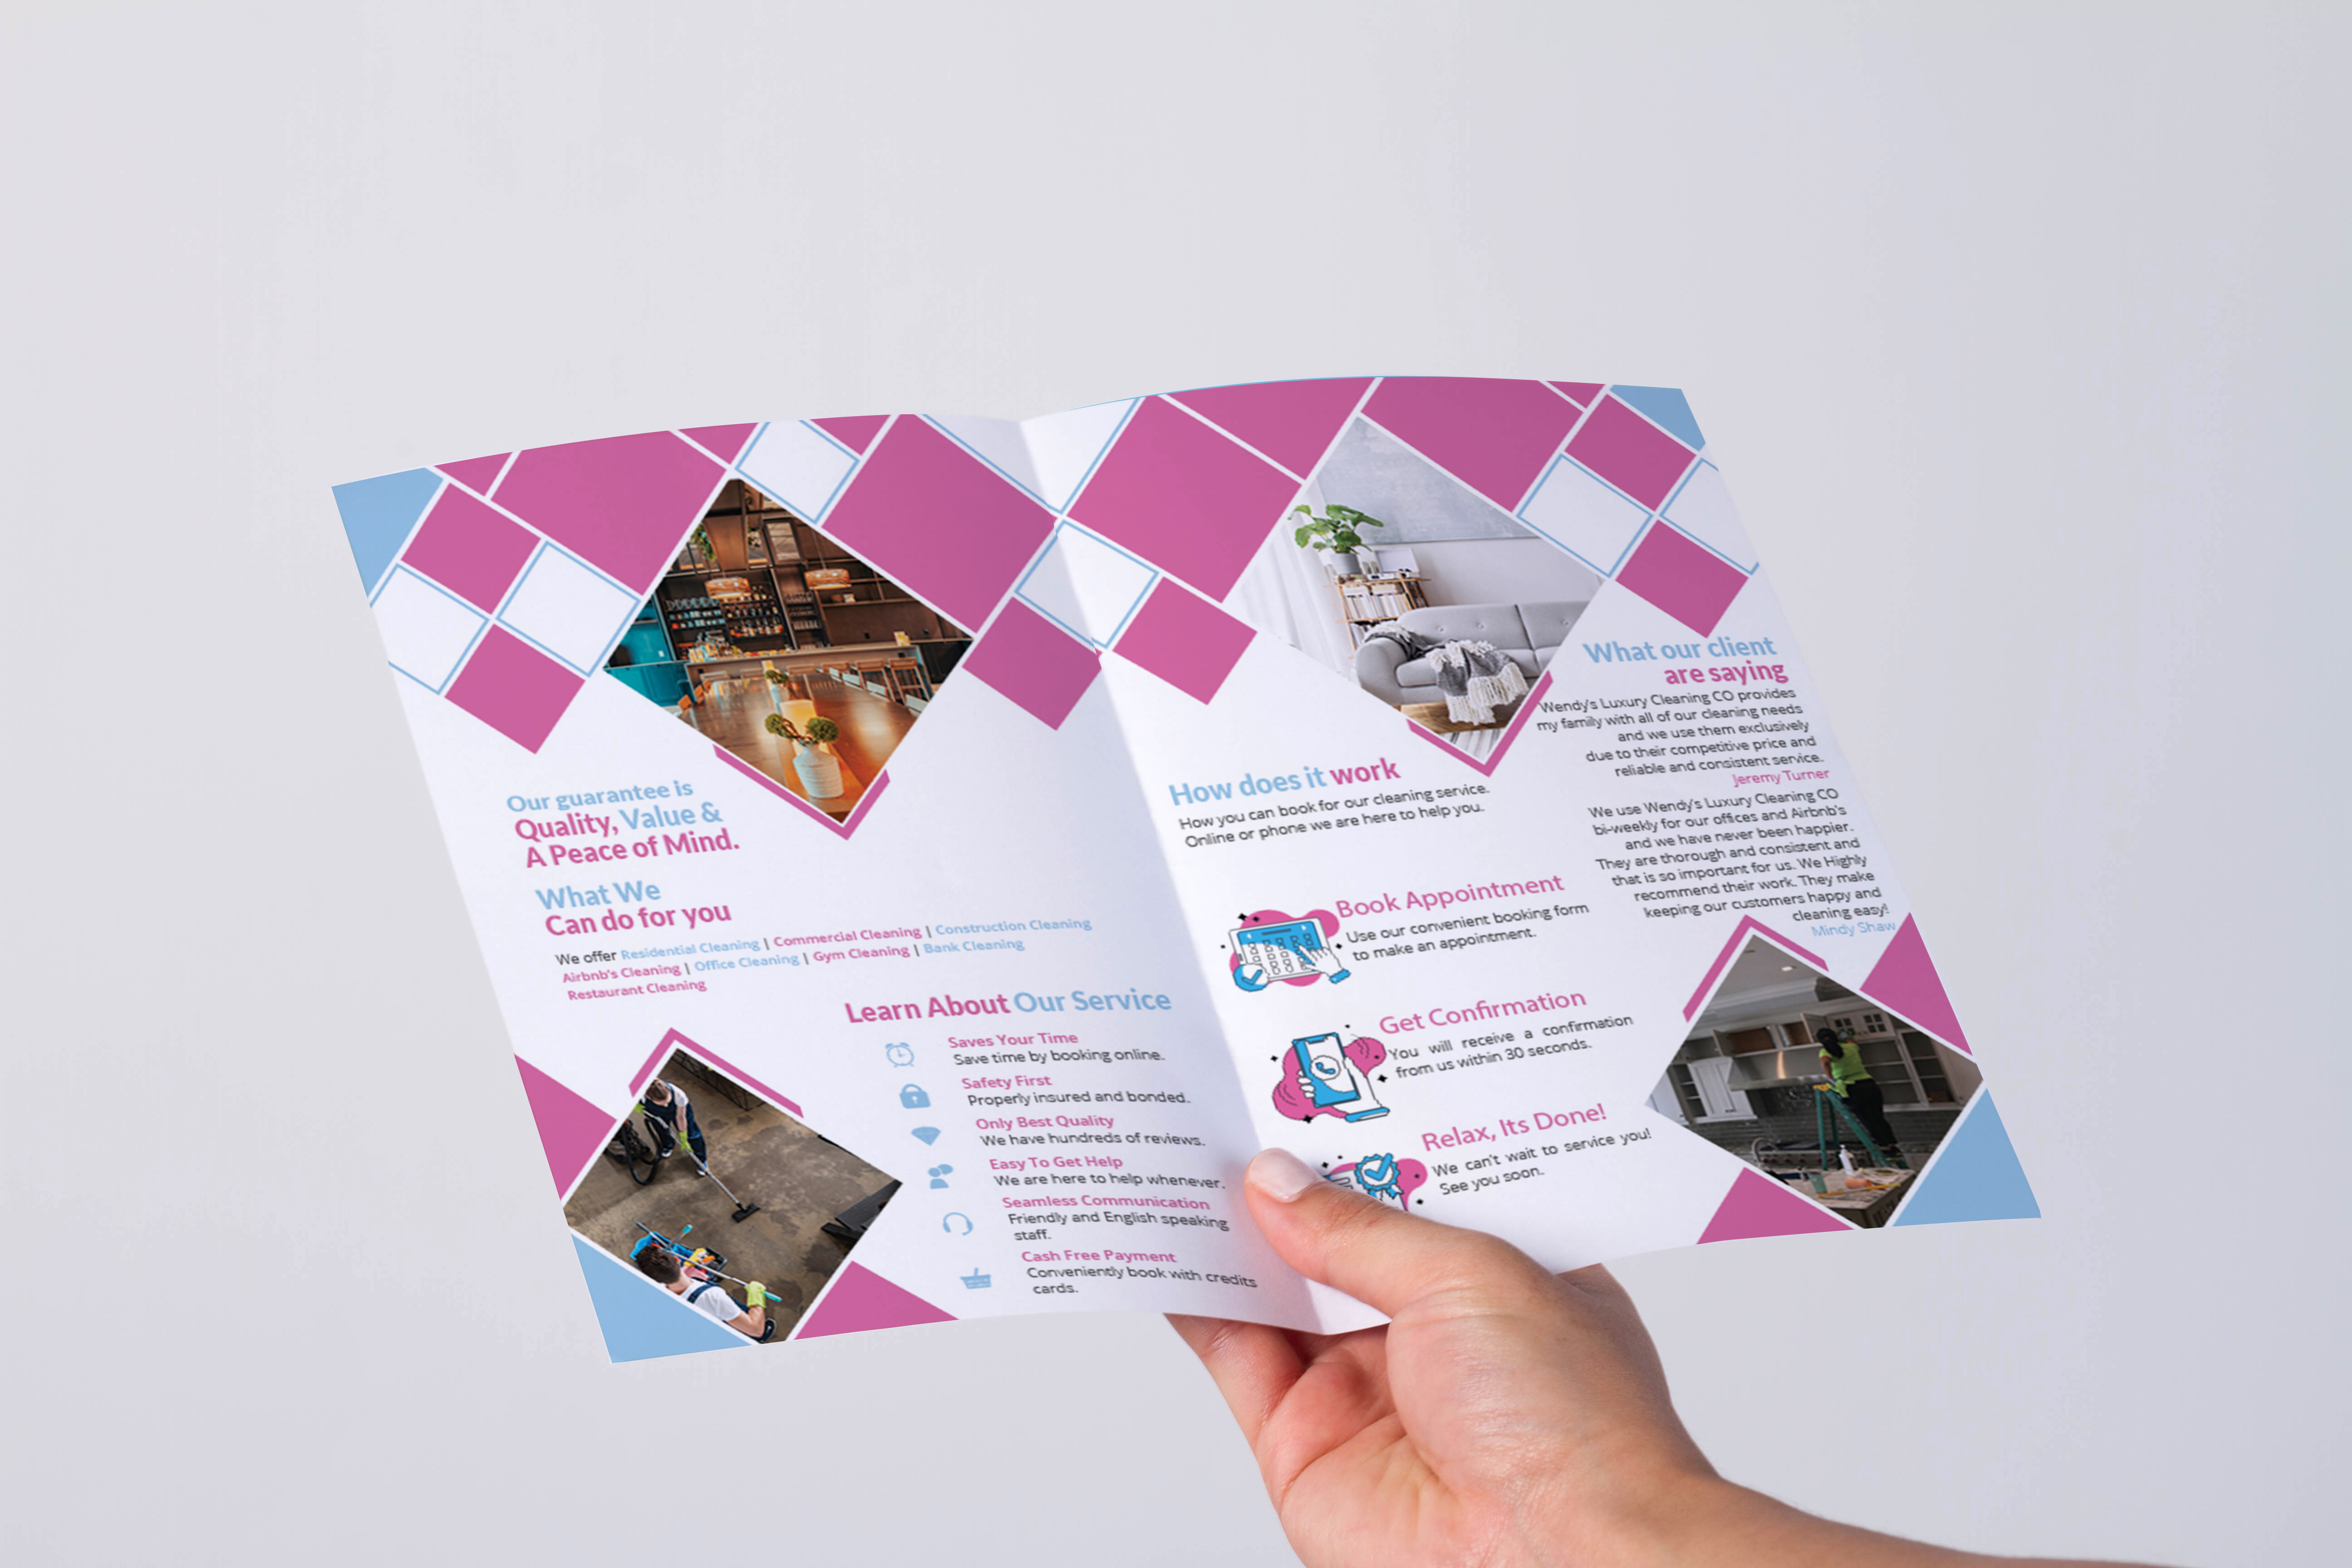 Our guarantee is
Quality, Value &
A Peace of Mind.
What We
Can do for you
We offer Residential Cleaning | Commercial Cleaning | Construction Cleaning
Airbnb's Cleaning | Office Cleaning | Gym Cleaning | Bank Cleaning
Restaurant Cleaning
Learn About Our Service
Saves Your Time
Save time by booking online.
Safety First
Properly insured and bonded.
Only Best Quality
We have hundreds of reviews.
Easy To Get Help
We are here to help whenever.
Seamless Communication
Friendly and English speaking
staff.
Cash Free Payment
Conveniently book with credits
cards.
How does it work
How you can book for our cleaning service.
Online or phone we are here to help you.
Book Appointment
Use our convenient booking form
to make an appointment.
Get Confirmation
You will receive a confirmation
from us within 30 seconds.
Relax, Its Done!
We can't wait to service you!
See you soon.
What our client
are saying
Wendy's Luxury Cleaning CO provides
my family with all of our cleaning needs
and we use them exclusively
due to their competitive price and
reliable and consistent service.
Jeremy Turner
We use Wendy's Luxury Cleaning CO
bi-weekly for our offices and Airbnb's
and we have never been happier.
They are thorough and consistent and
that is so important for us. We Highly
recommend their work. They make
keeping our customers happy and
cleaning easy!
Mindy Shaw